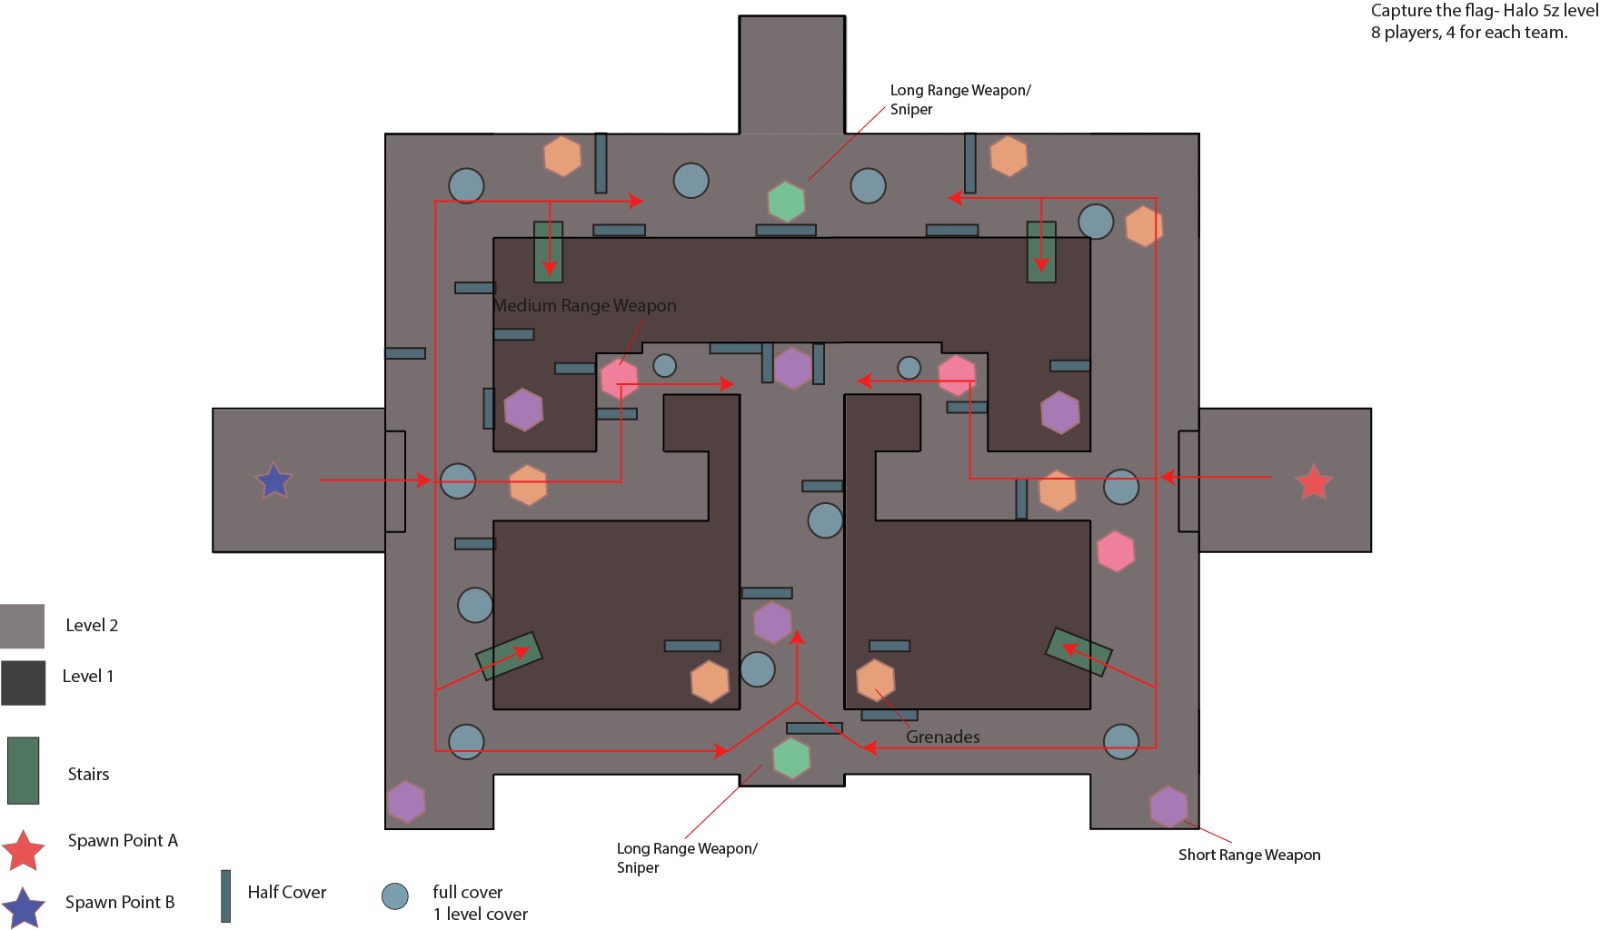 Capture the flag- Halo 5z level
8 players, 4 for each team.
Long Range Weapon/
Sniper
Medium Range Weapon
Level 2
Level 1
Stairs
Spawn Point A
Spawn Point B
Half Cover
full cover
1 level cover
Grenades
Long Range Weapon/
Sniper
Short Range Weapon